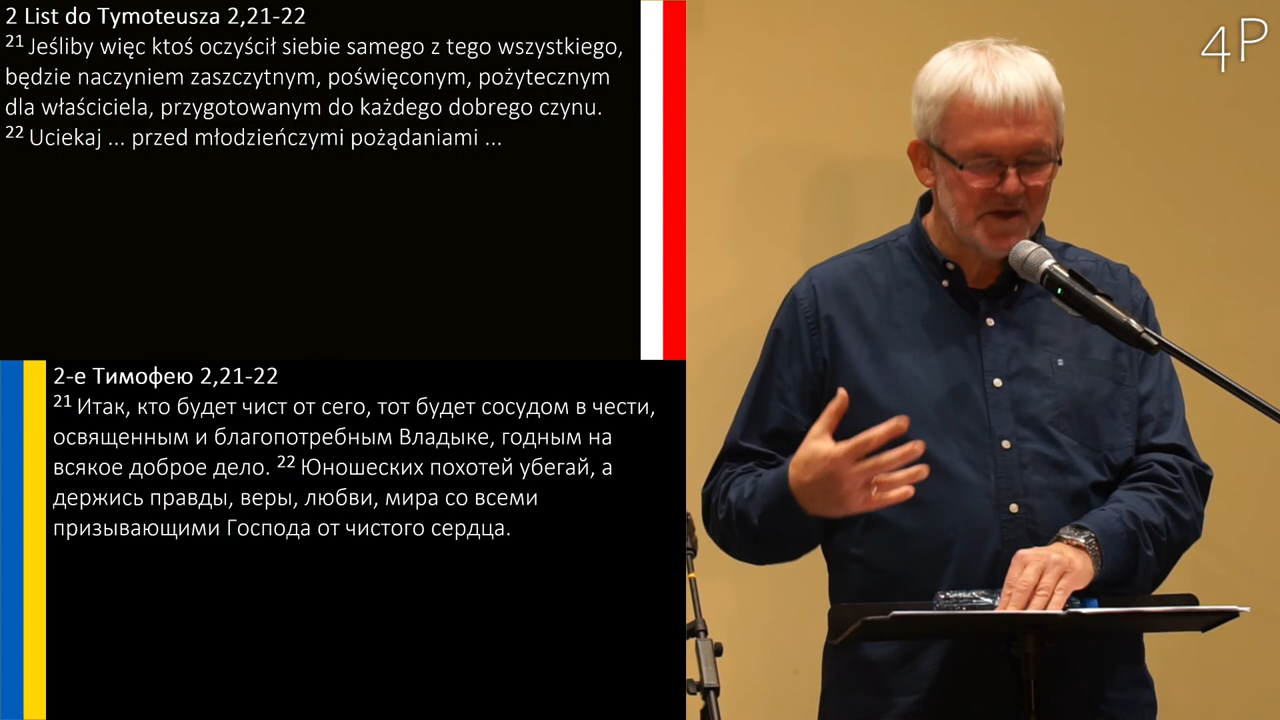 2 List do Tymoteusza 2,21-22
21 Jeśliby więc ktoś oczyścił siebie samego z tego wszystkiego,
będzie naczyniem zaszczytnym, poświęconym, pożytecznym
dla właściciela, przygotowanym do każdego dobrego czynu.
22 Uciekaj ... przed młodzieńczymi pożądaniami ...
2-е Тимофею 2,21-22
21 Итак, кто будет чист от сего, тот будет сосудом в чести,
освященным и благопотребным Владыке, годным на
всякое доброе дело. 22 Юношеских похотей убегай, а
держись правды, веры, любви, мира со всеми
призывающими Господа от чистого сердца.
4P